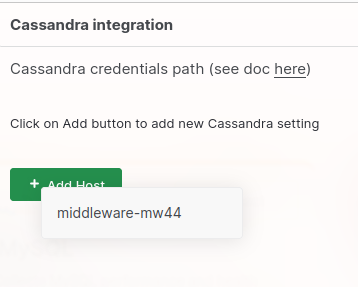 Cassandra integration
Cassandra credentials path (see doc here)
Click on Add button to add new Cassandra setting
+ Add Host
middleware-mw44